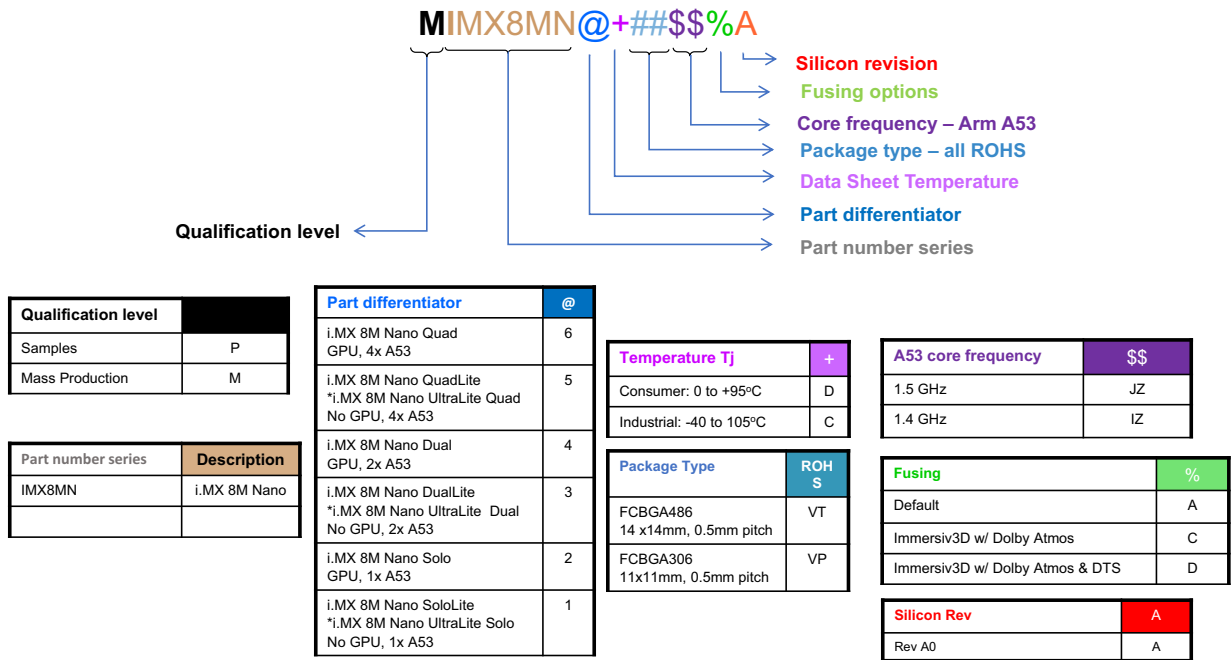 MIMX8MN@+##$$%A
Silicon revision
Fusing options
Core frequency – Arm A53
Package type – all ROHS
Data Sheet Temperature
Part differentiator
Qualification level
Part number series
Qualification level
Samples P
Mass Production M
Part number series Description
IMX8MN i.MX 8M Nano
Part differentiator @
i.MX 8M Nano Quad
GPU, 4x A53 6
i.MX 8M Nano QuadLite
*i.MX 8M Nano UltraLite Quad
No GPU, 4x A53 5
i.MX 8M Nano Dual
GPU, 2x A53 4
i.MX 8M Nano DualLite
*i.MX 8M Nano UltraLite Dual
No GPU, 2x A53 3
i.MX 8M Nano Solo
GPU, 1x A53 2
i.MX 8M Nano SoloLite
*i.MX 8M Nano UltraLite Solo
No GPU, 1x A53 1
Temperature Tj +
Consumer: 0 to +95ºC D
Industrial: -40 to 105ºC C
Package Type ROH
S
FCBGA486 VT
14 x14mm, 0.5mm pitch
FCBGA306 VP
11x11mm, 0.5mm pitch
A53 core frequency $$
1.5 GHz JZ
1.4 GHz IZ
Fusing %
Default A
Immersiv3D w/ Dolby Atmos C
Immersiv3D w/ Dolby Atmos & DTS D
Silicon Rev A
Rev A0 A